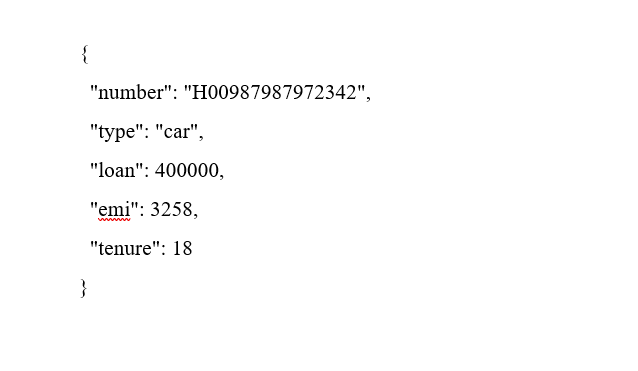 {
"number": "H00987987972342",
"type": "car",
"loan": 400000,
"emi": 3258,
"tenure": 18
}